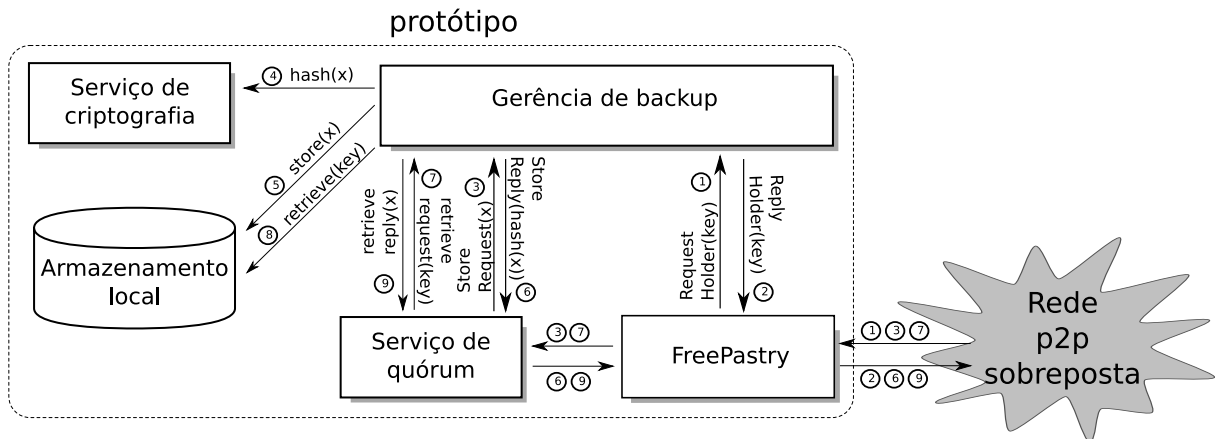 protótipo
Serviço de
criptografia
4 hash(x)
Gerência de backup
5 store(x)
8 retrieve(key)
Armazenamento
local
retrieve
reply(x)
9
7
retrieve
request(key)
3
Store
Request(x)
Store
Reply(hash(x))
6
1
Request
Holder(key)
Reply
Holder(key)
2
Serviço de
quórum
3 7
6 9
FreePastry
1 3 7
2 6 9
Rede
p2p
sobreposta